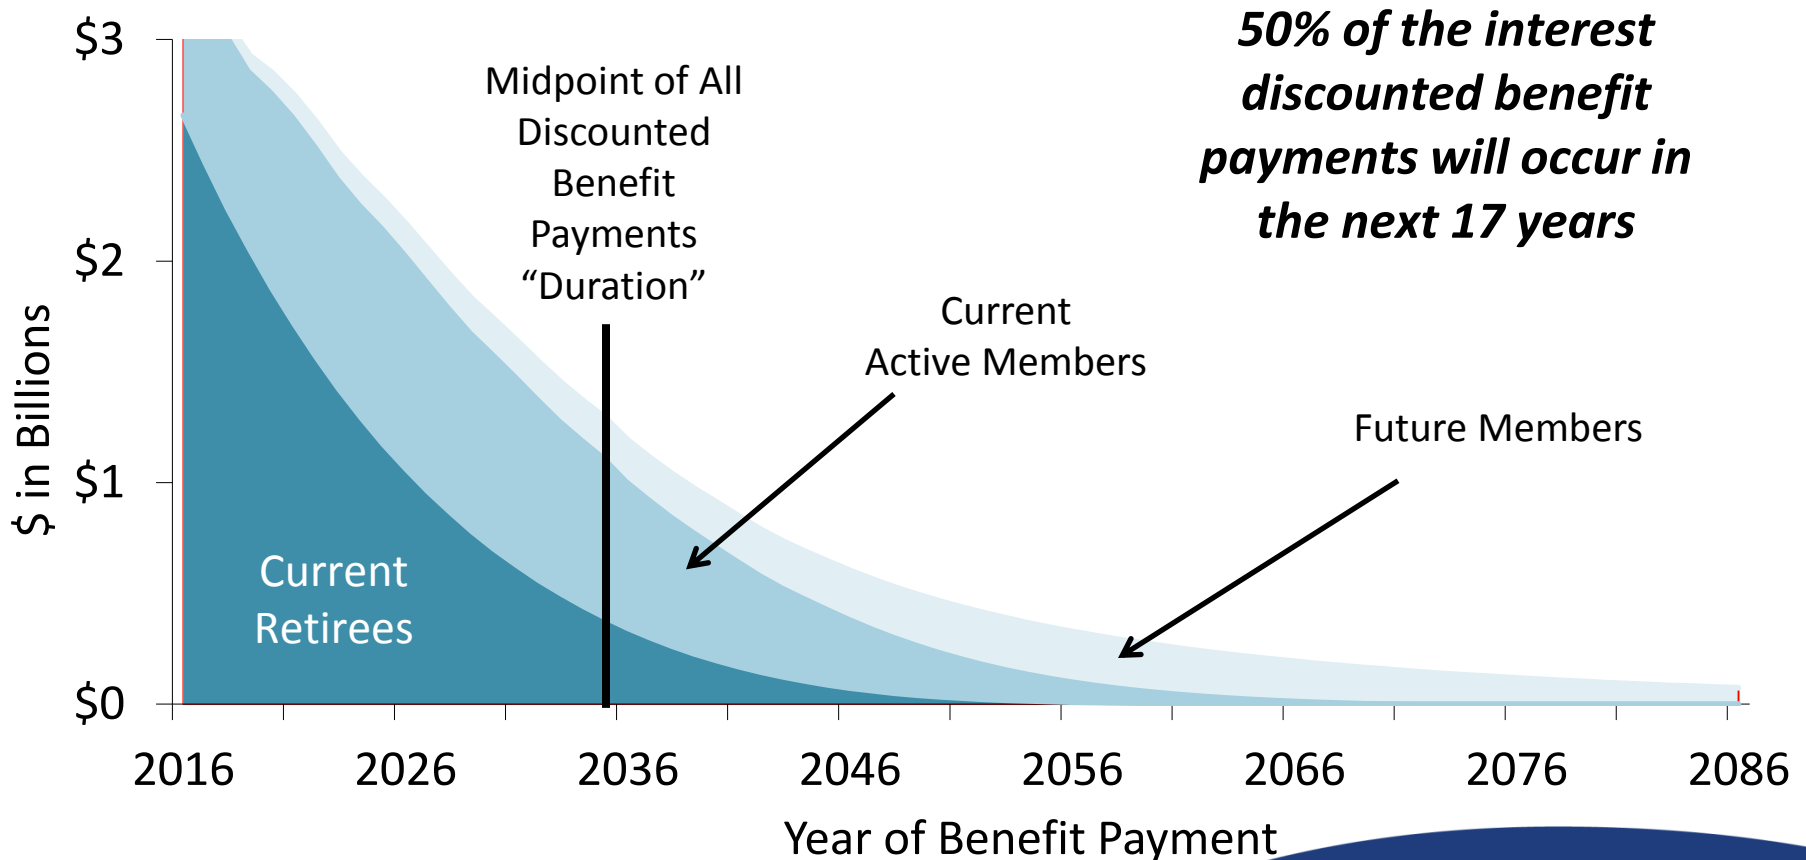 50% of the interest
discounted benefit
payments will occur in
the next 17 years
Midpoint of All
Discounted
Benefit
Payments
“Duration”
Current
Active Members
Future Members
Current
Retirees
$ in Billions
$3
$2
$1
$0
2016 2026 2036 2046 2056 2066 2076 2086
Year of Benefit Payment